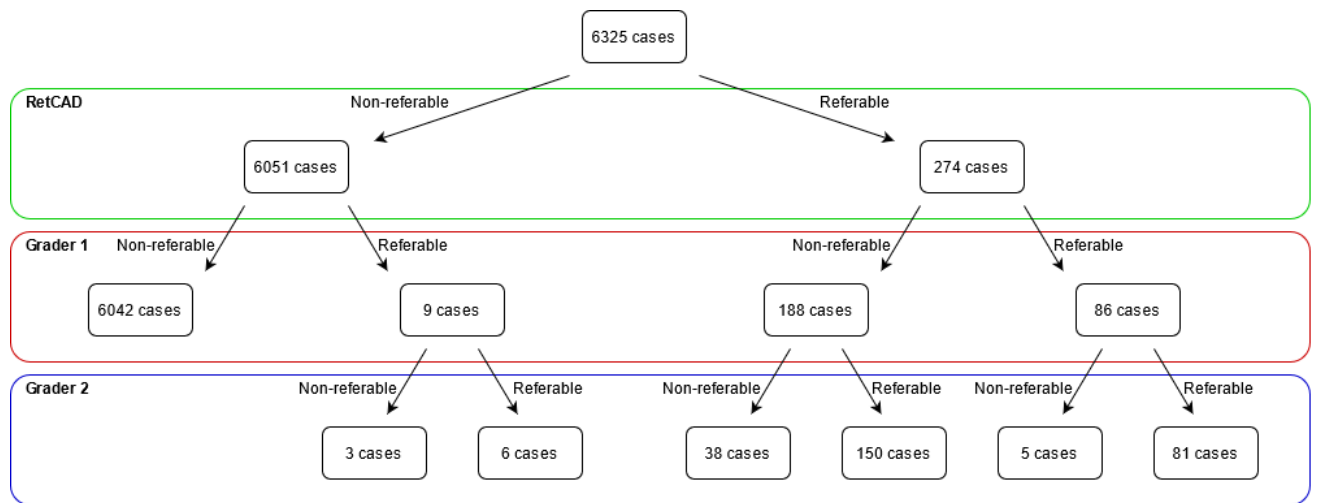 6325 cases
RetCAD
Non-referable
Referable
6051 cases
274 cases
Grader 1
Non-referable
Referable
Non-referable
Referable
6042 cases
9 cases
188 cases
86 cases
Grader 2
Non-referable
Referable
Non-referable
Referable
Non-referable
Referable
3 cases
6 cases
38 cases
150 cases
5 cases
81 cases